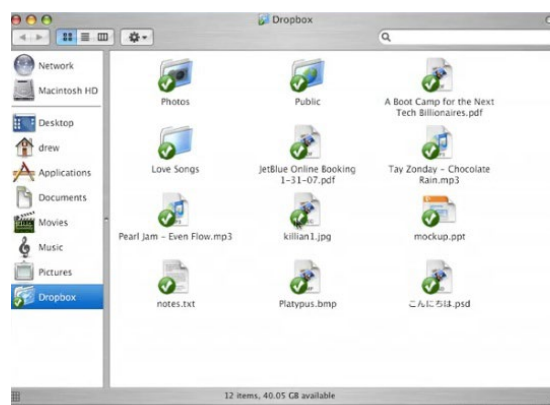 Dropbox
Network
Macintosh HD
Desktop
drew
Applications
Documents
Movies
Music
Pictures
Dropbox
Photos
Public
A Boot Camp for the Next
Tech Billionaires.pdf
Love Songs
JetBlue Online Booking
1-31-07.pdf
Tay Zonday - Chocolate
Rain.mp3
Pearl Jam - Even Flow.mp3
killian1.jpg
mockup.ppt
notes.txt
Platypus.bmp
こんにちは.psd
12 items, 40.05 GB available